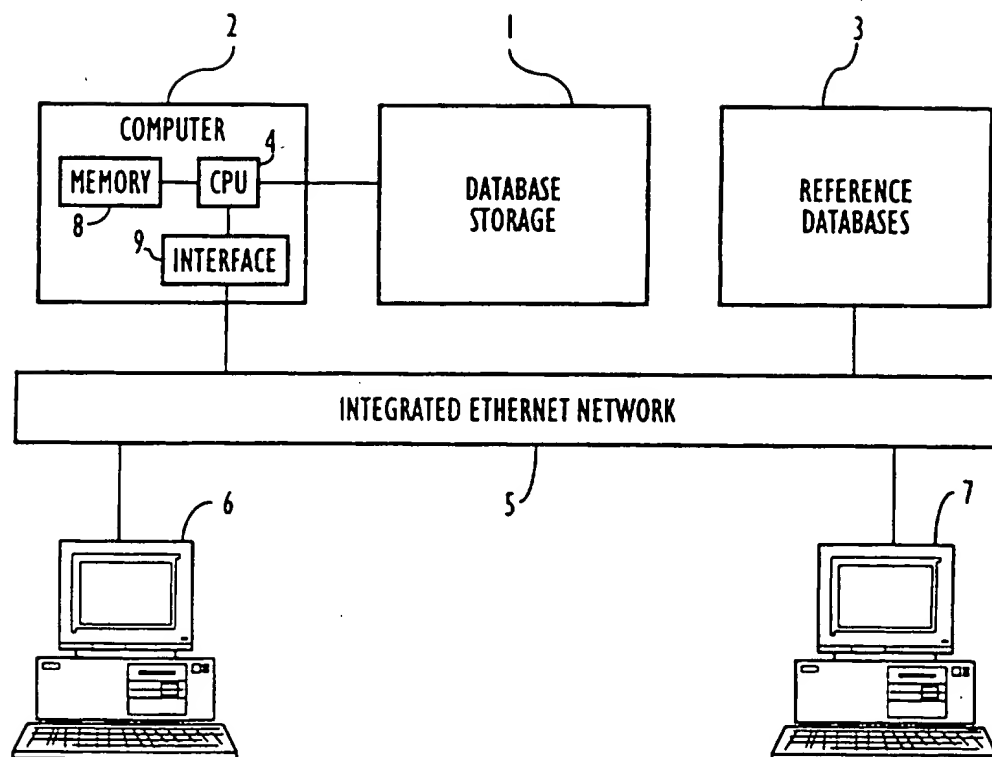 2
1
3
COMPUTER
4
MEMORY
CPU
8
9
INTERFACE
DATABASE
STORAGE
REFERENCE
DATABASES
INTEGRATED ETHERNET NETWORK
6
5
7